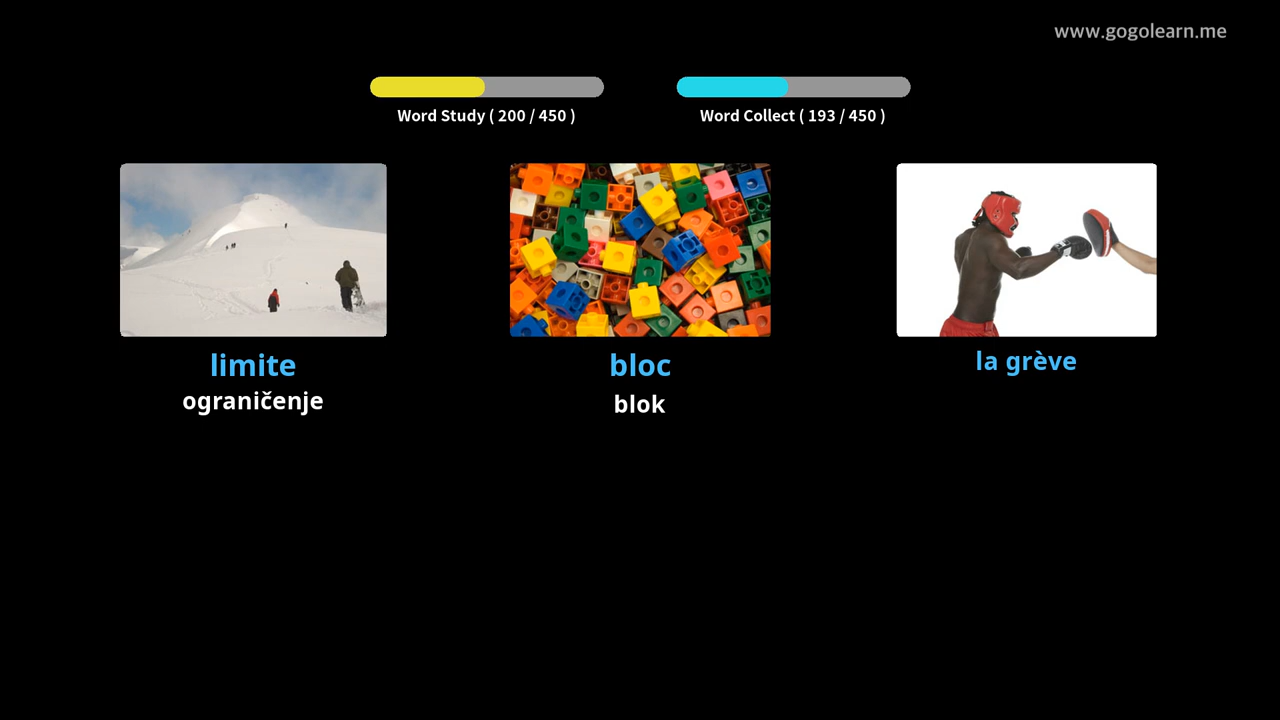 www.gogolearn.me
Word Study ( 200 / 450 )
Word Collect ( 193 / 450 )
limite
ograničenje
bloc
blok
la grève